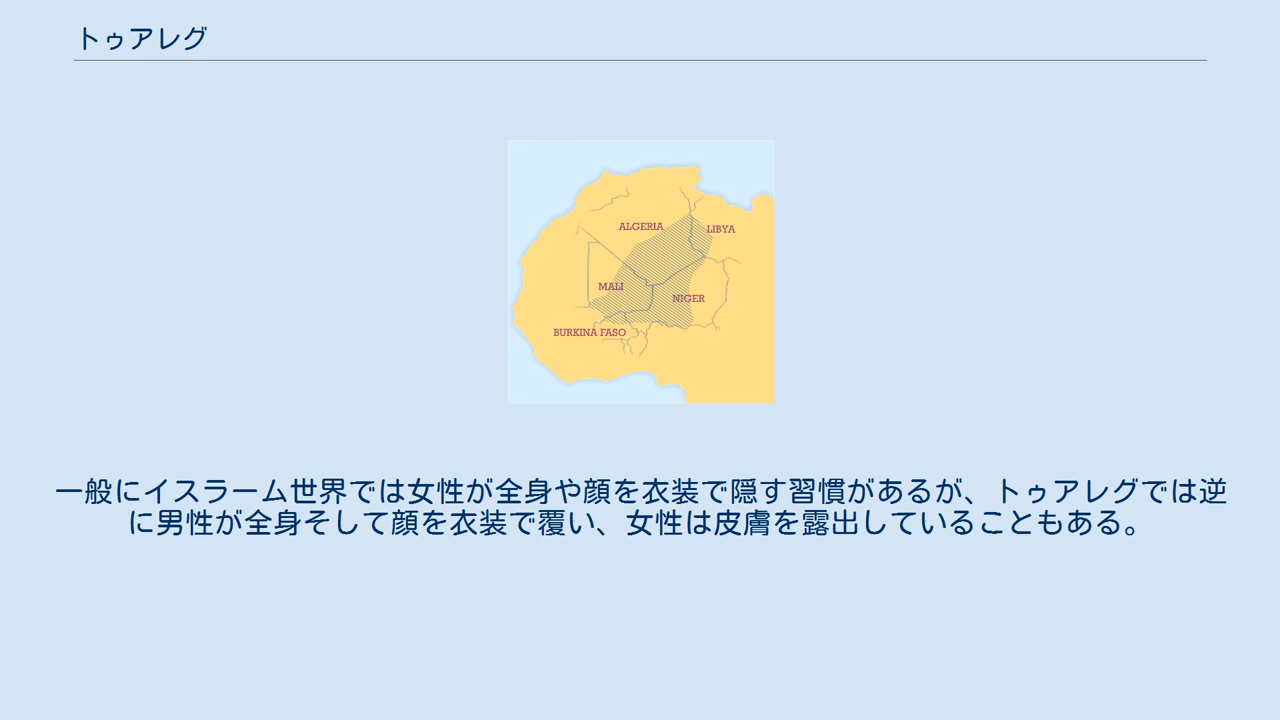 トゥアレグ
ALGERIA
LIBYA
MALI
NIGER
BURKINA FASO
一般にイスラーム世界では女性が全身や顔を衣装で隠す習慣があるが、トゥアレグでは逆
に男性が全身そして顔を衣装で覆い、女性は皮膚を露出していることもある。